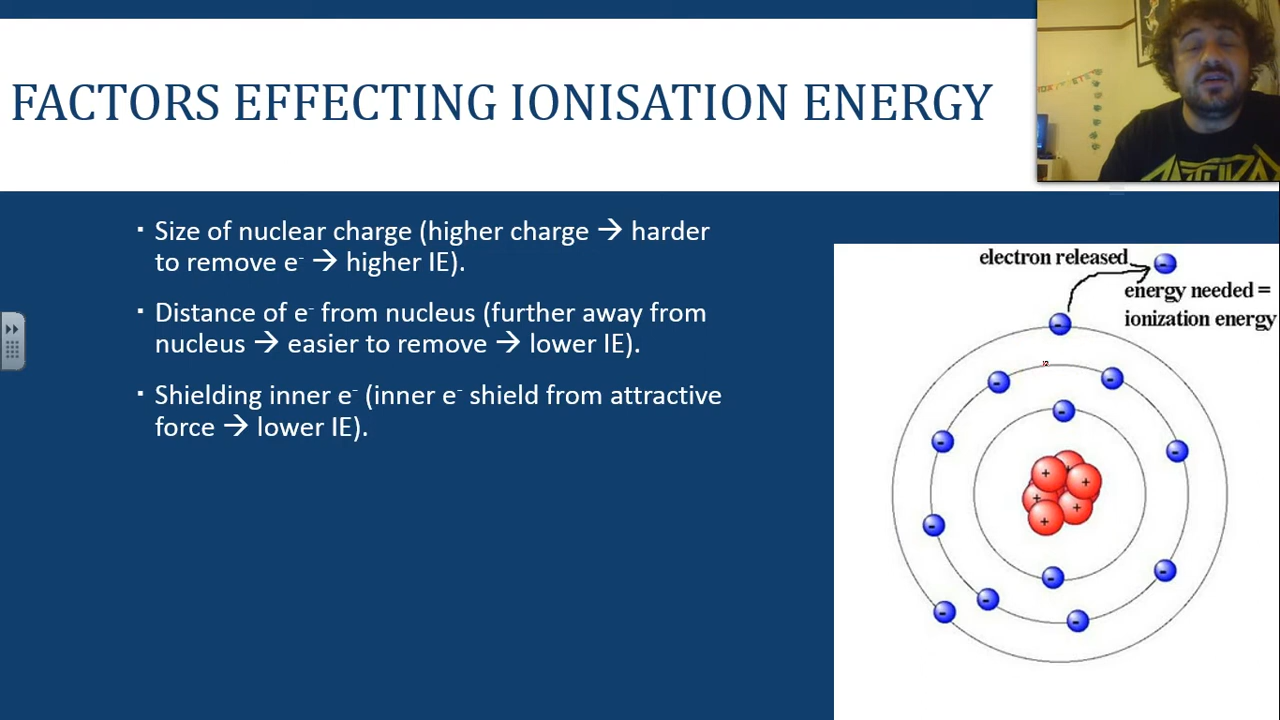 FACTORS EFFECTING IONISATION ENERGY
▪ Size of nuclear charge (higher charge → harder
to remove e⁻ → higher IE).
▪ Distance of e⁻ from nucleus (further away from
nucleus → easier to remove → lower IE).
▪ Shielding inner e⁻ (inner e⁻ shield from attractive
force → lower IE).
electron released
energy needed =
ionization energy